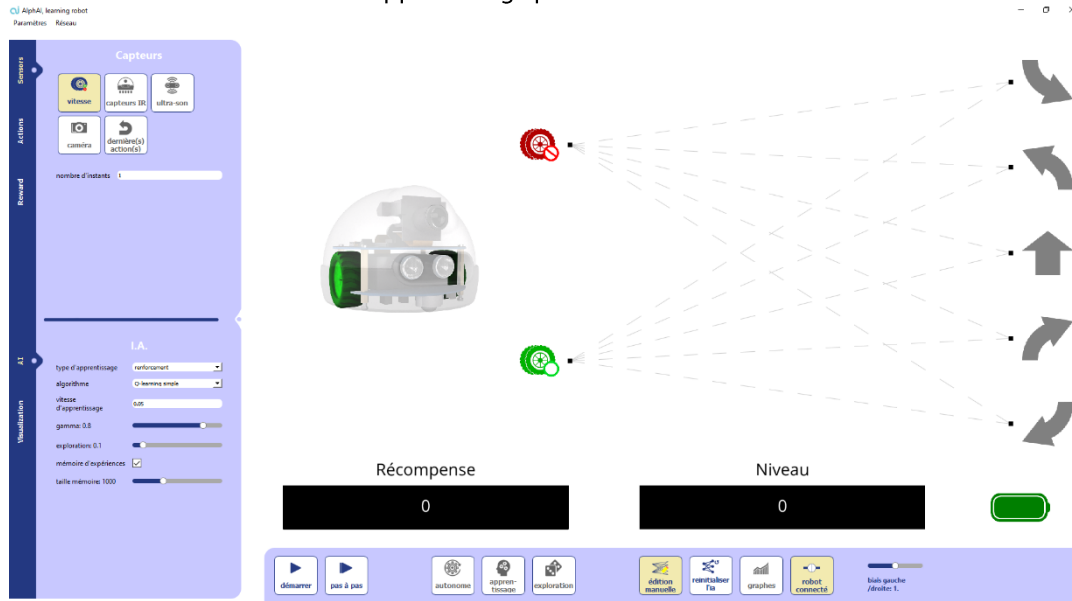 AlphAI, learning robot
Paramètres Réseau
Sensors
Actions
Reward
AI
Visualization
Capteurs
vitesse
capteurs IR
ultra-son
caméra
dernière(s)
action(s)
nombre d'instants 1
I.A.
type d'apprentissage renforcement
algorithme Q-learning simple
vitesse
d'apprentissage 0.05
gamma: 0.8
exploration: 0.1
mémoire d'expériences
taille mémoire: 1000
Récompense
0
Niveau
0
démarrer
pas à pas
autonome
appren-
tissage
exploration
édition
manuelle
reinitialiser
l'ia
graphes
robot
connecté
biais gauche
/droite: 1.